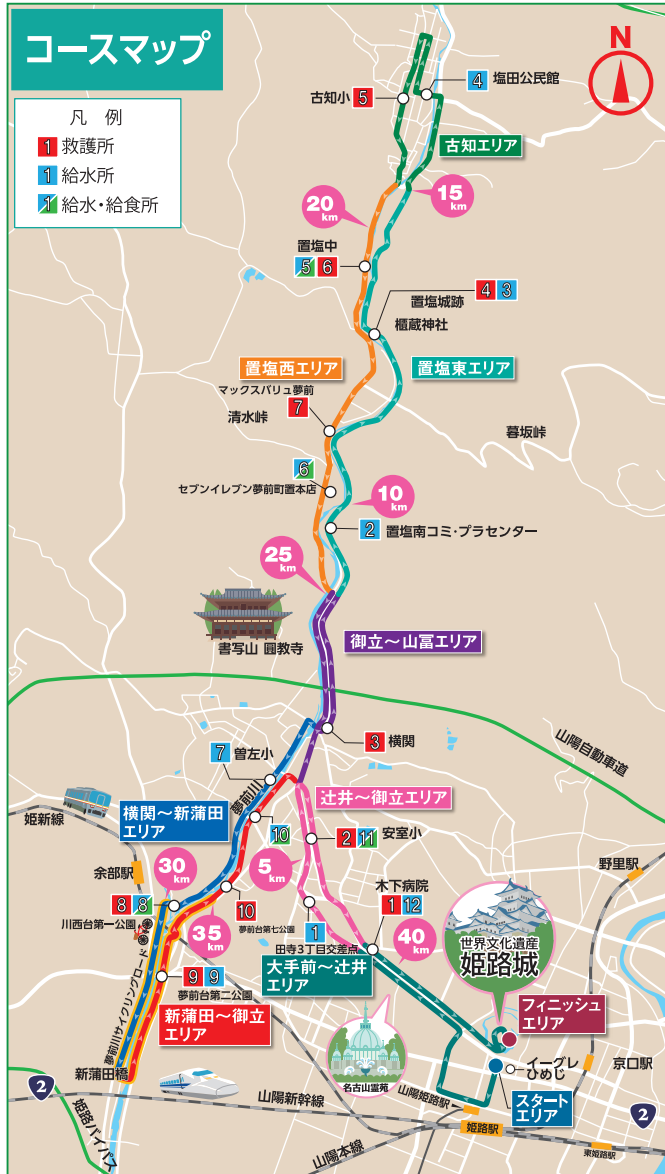 コースマップ
N
凡 例
1 救護所
1 給水所
1 給水・給食所
4 塩田公民館
古知小 5
古知エリア
20 km
15 km
置塩中
5 6
置塩城跡
4 3
櫃蔵神社
置塩西エリア
置塩東エリア
マックスバリュ夢前
7
清水峠
暮坂峠
6
セブンイレブン夢前町置本店
10 km
2 置塩南コミ・プラセンター
25 km
書写山 圓教寺
御立～山冨エリア
3 横関
山陽自動車道
7 曽左小
夢前川
辻井～御立エリア
横関～新蒲田
エリア
姫新線
10
2 11 安室小
5 km
余部駅
30 km
野里駅
8 8
川西台第一公園
35 km
10
夢前台第七公園
木下病院
1 12
1
田寺3丁目交差点
40 km
世界文化遺産
姫路城
大手前～辻井
エリア
9 9
夢前台第二公園
新蒲田～御立
エリア
フィニッシュ
エリア
夢前川サイクリングロード
名古山霊苑
イーグレ
ひめじ
京口駅
新蒲田橋
スタート
エリア
2
山陽新幹線
山陽姫路駅
姫路駅
2
姫路バイパス
山陽本線
東姫路駅